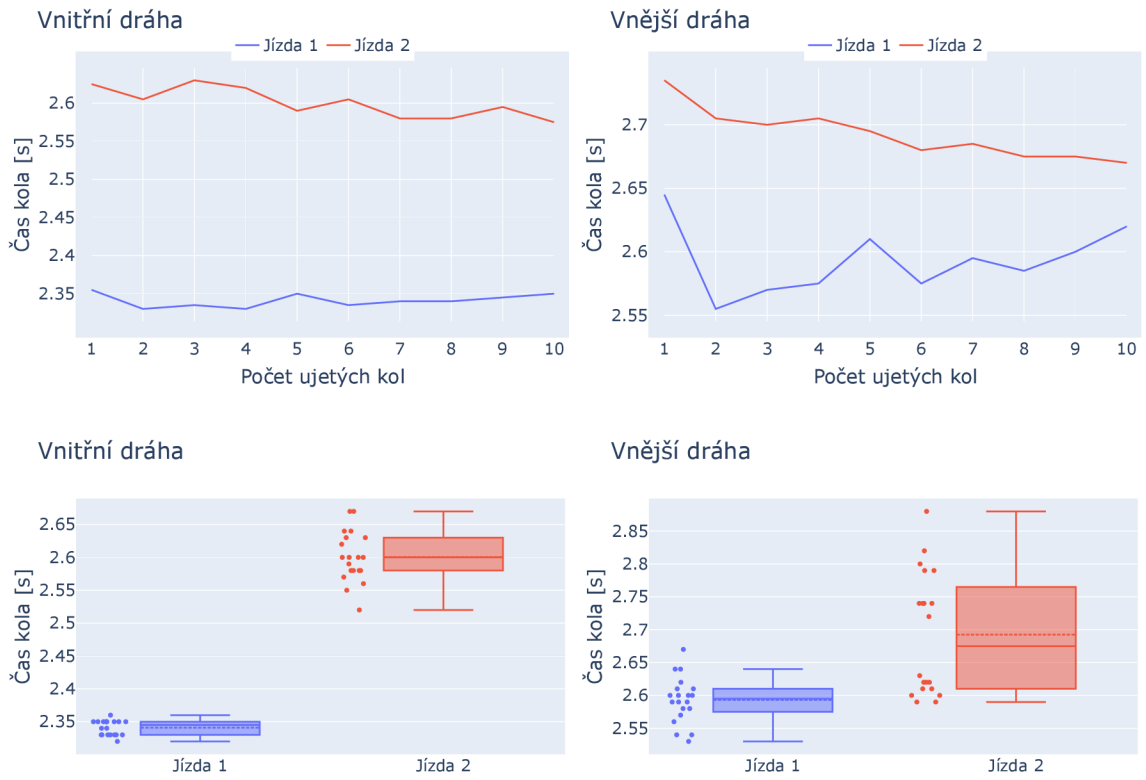 Vnitřní dráha
Jízda 1 Jízda 2
2.6
2.55
2.5
2.45
2.4
2.35
Čas kola [s]
1 2 3 4 5 6 7 8 9 10
Počet ujetých kol
Vnější dráha
Jízda 1 Jízda 2
2.7
2.65
2.6
2.55
Čas kola [s]
1 2 3 4 5 6 7 8 9 10
Počet ujetých kol
Vnitřní dráha
2.65
2.6
2.55
2.5
2.45
2.4
2.35
Čas kola [s]
Jízda 1 Jízda 2
Vnější dráha
2.85
2.8
2.75
2.7
2.65
2.6
2.55
Čas kola [s]
Jízda 1 Jízda 2